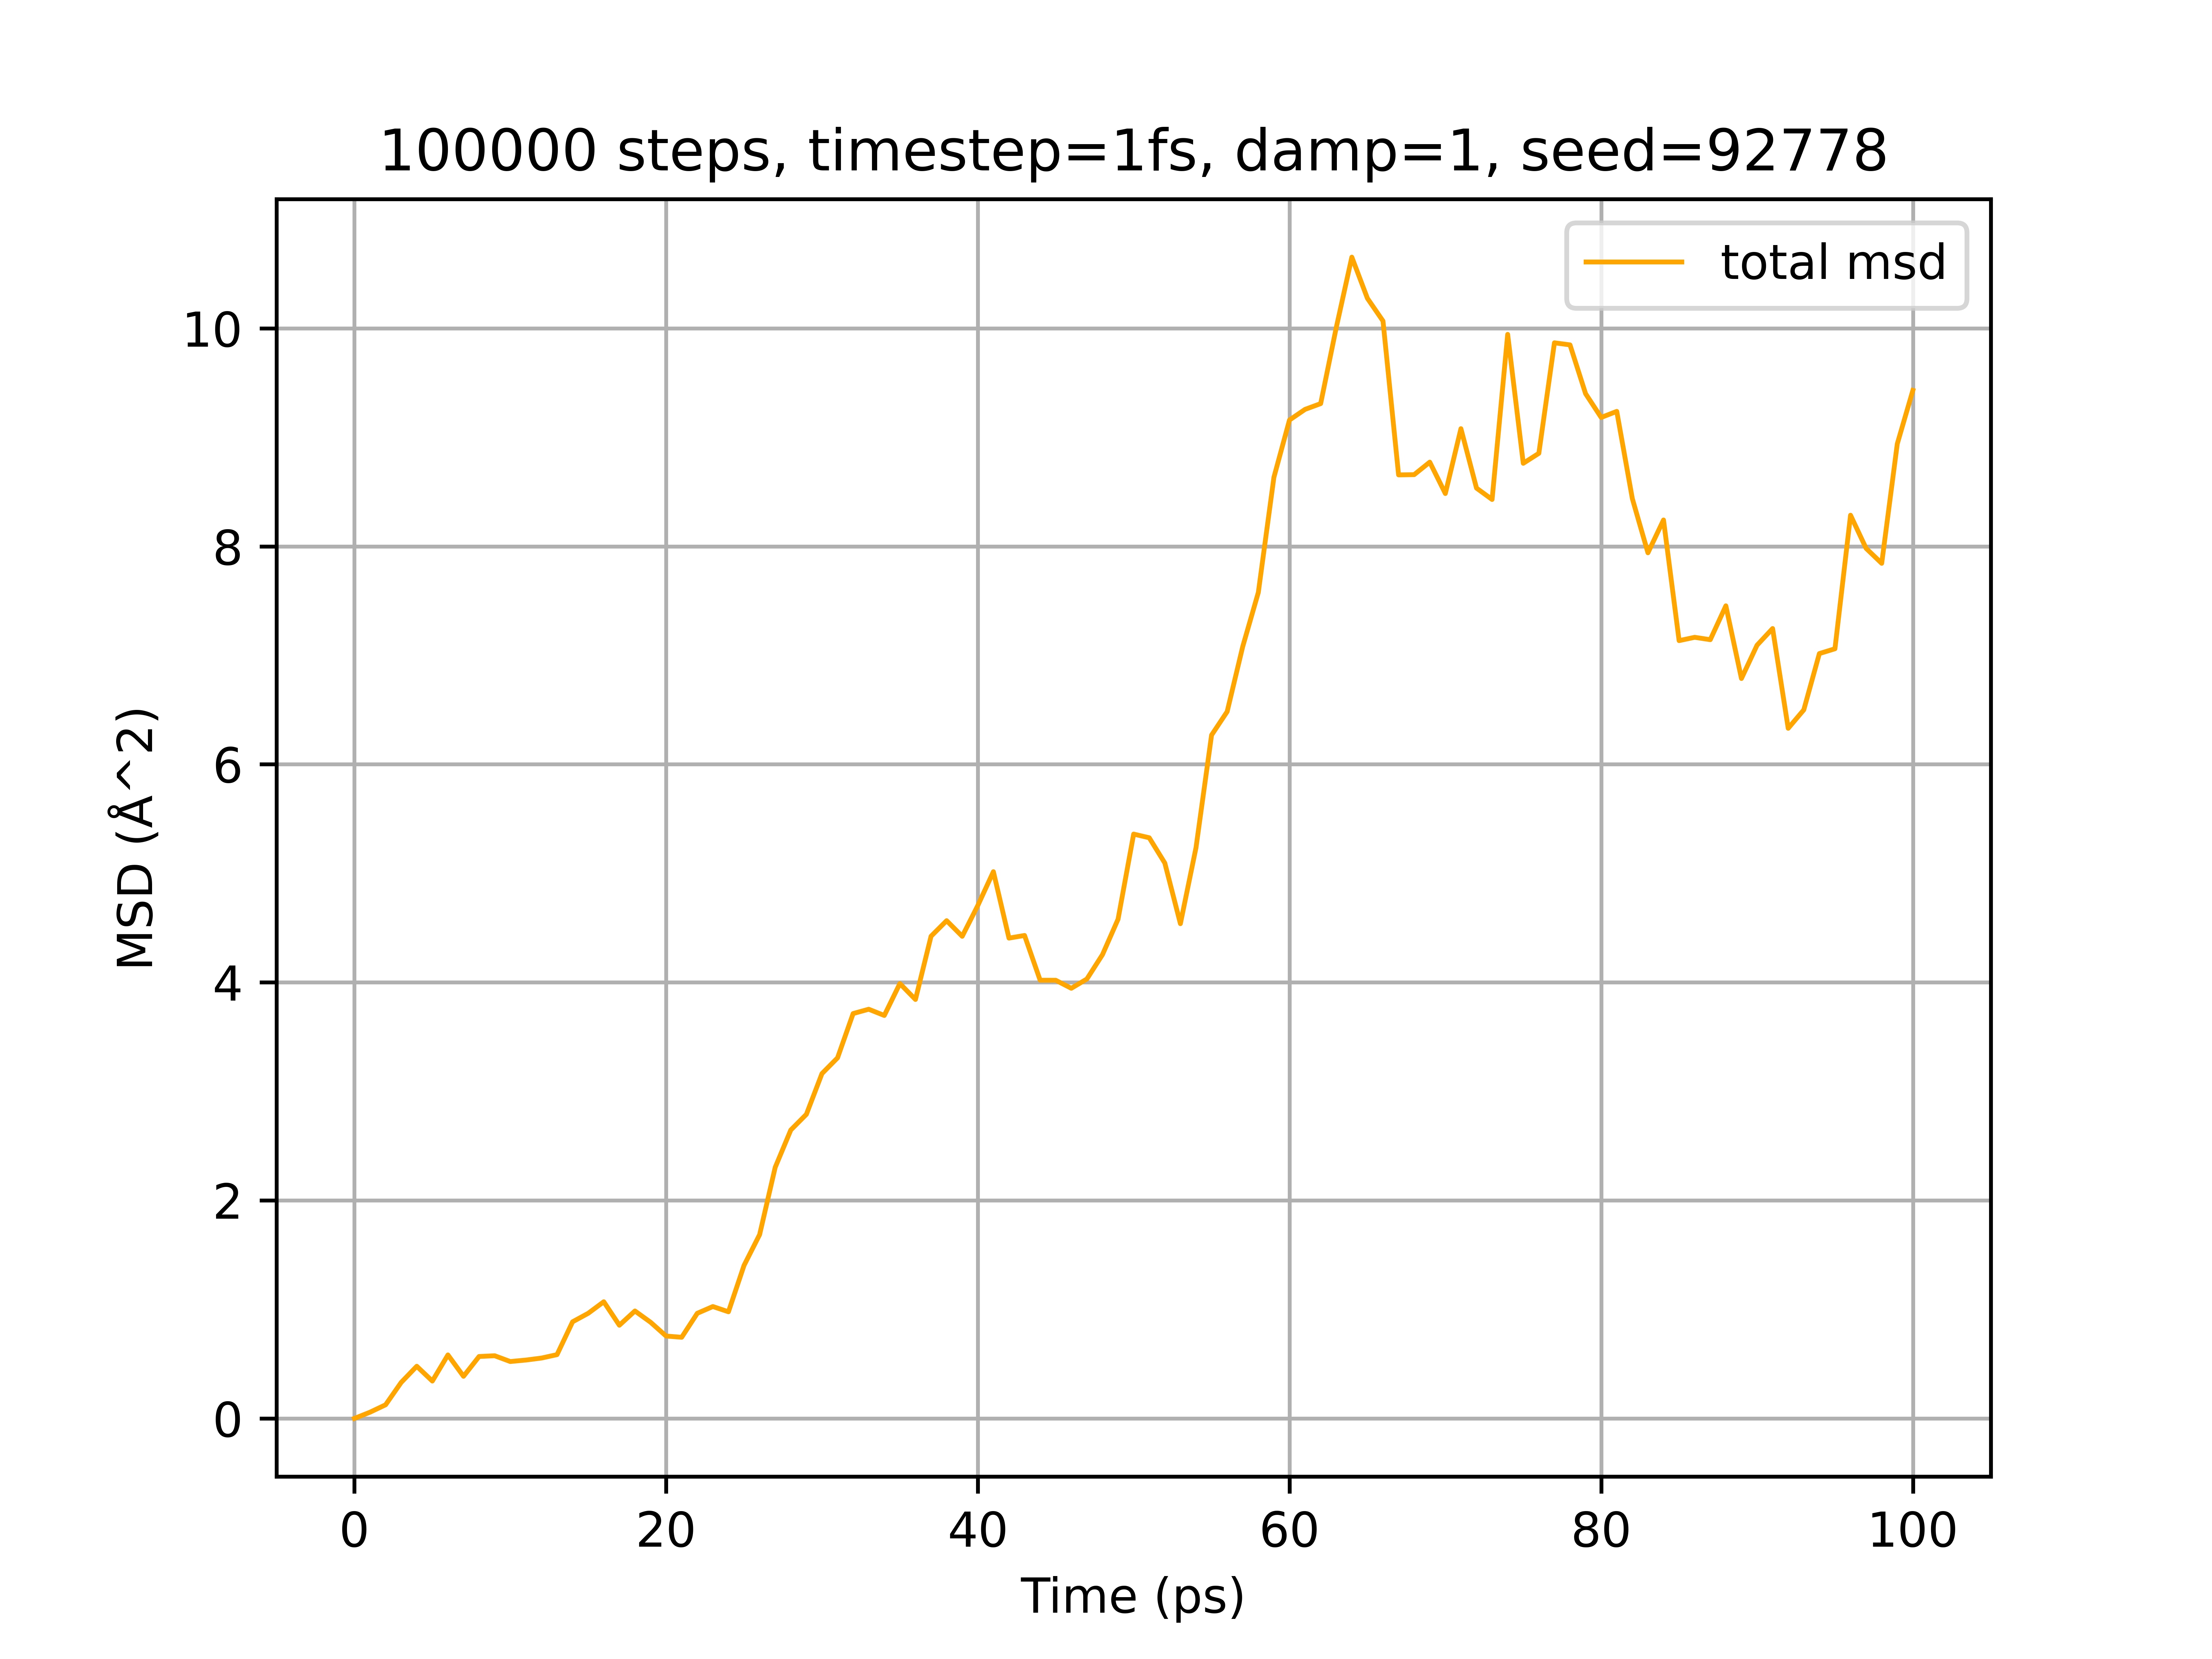 100000 steps, timestep=1fs, damp=1, seed=92778
total msd
10
8
6
4
2
0
MSD (Å^2)
0 20 40 60 80 100
Time (ps)